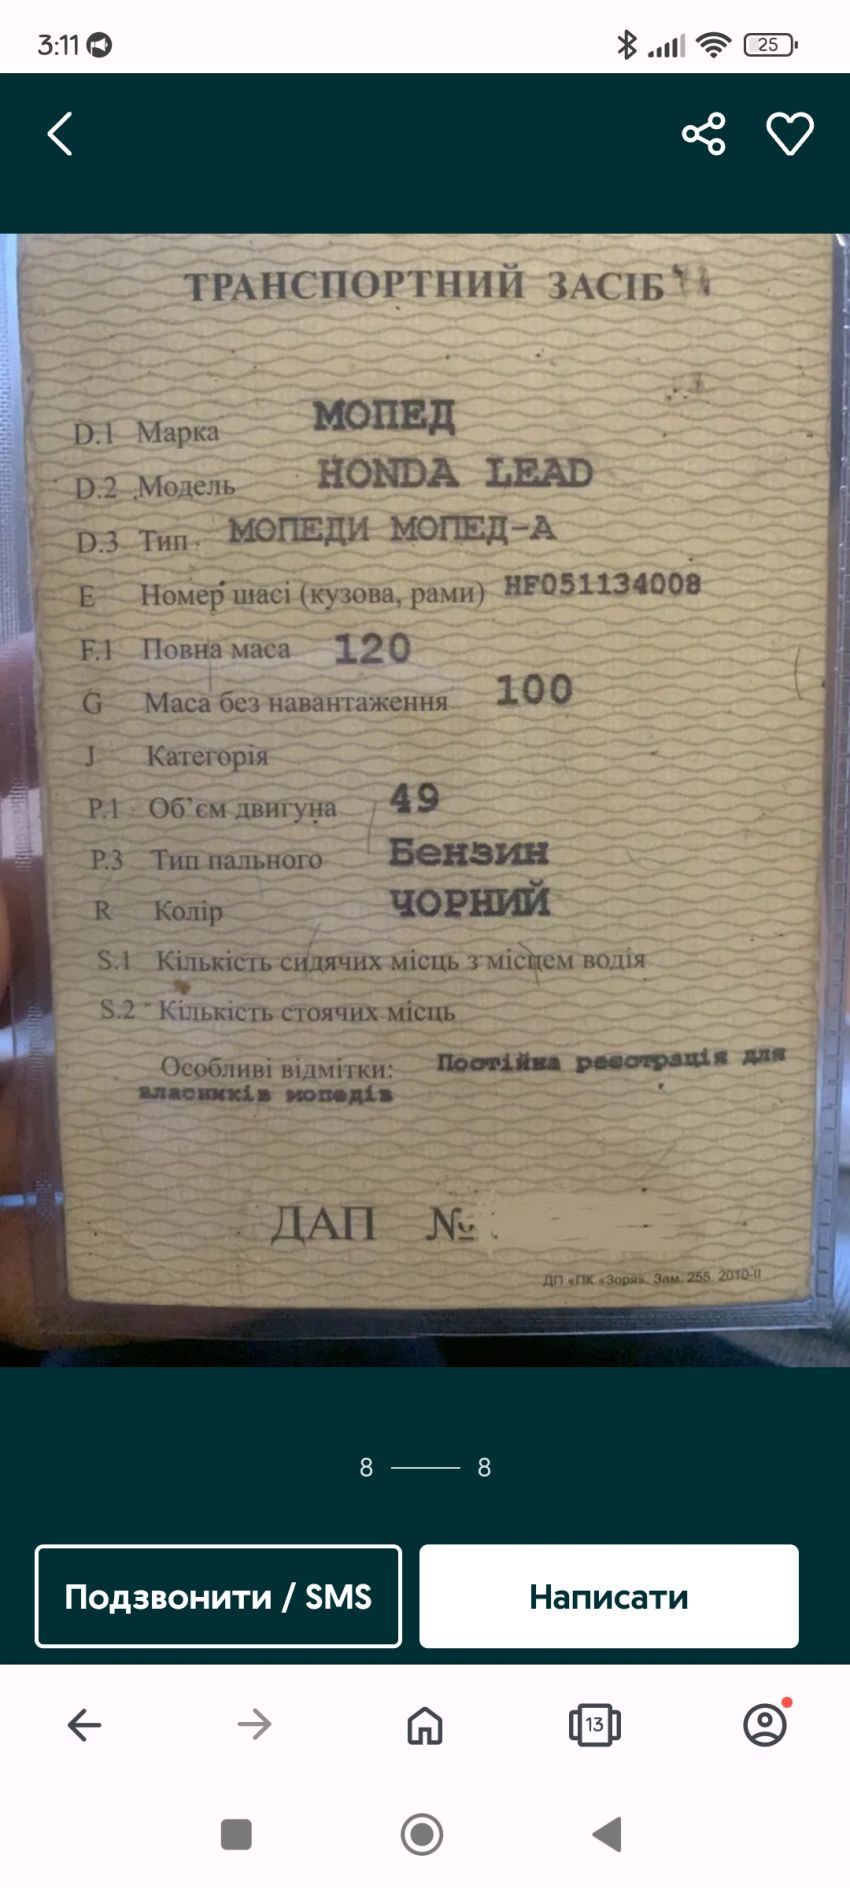 3:11
25
ТРАНСПОРТНИЙ ЗАСІБ
D.1 Марка МОПЕД
D.2 Модель HONDA LEAD
D.3 Тип МОПЕДИ МОПЕД-А
E Номер шасі (кузова, рами) HF051134008
F.1 Повна маса 120
G Маса без навантаження 100
J Категорія
P.1 Об'єм двигуна 49
P.3 Тип пального Бензин
R Колір ЧОРНИЙ
S.1 Кількість сидячих місць з місцем водія
S.2 Кількість стоячих місць
Особливі відмітки: Постійна реєстрація для
власників мопедів
ДАП №
ДП «ПК «Зоря». Зам. 255. 2010-II
8 8
Подзвонити / SMS Написати
13